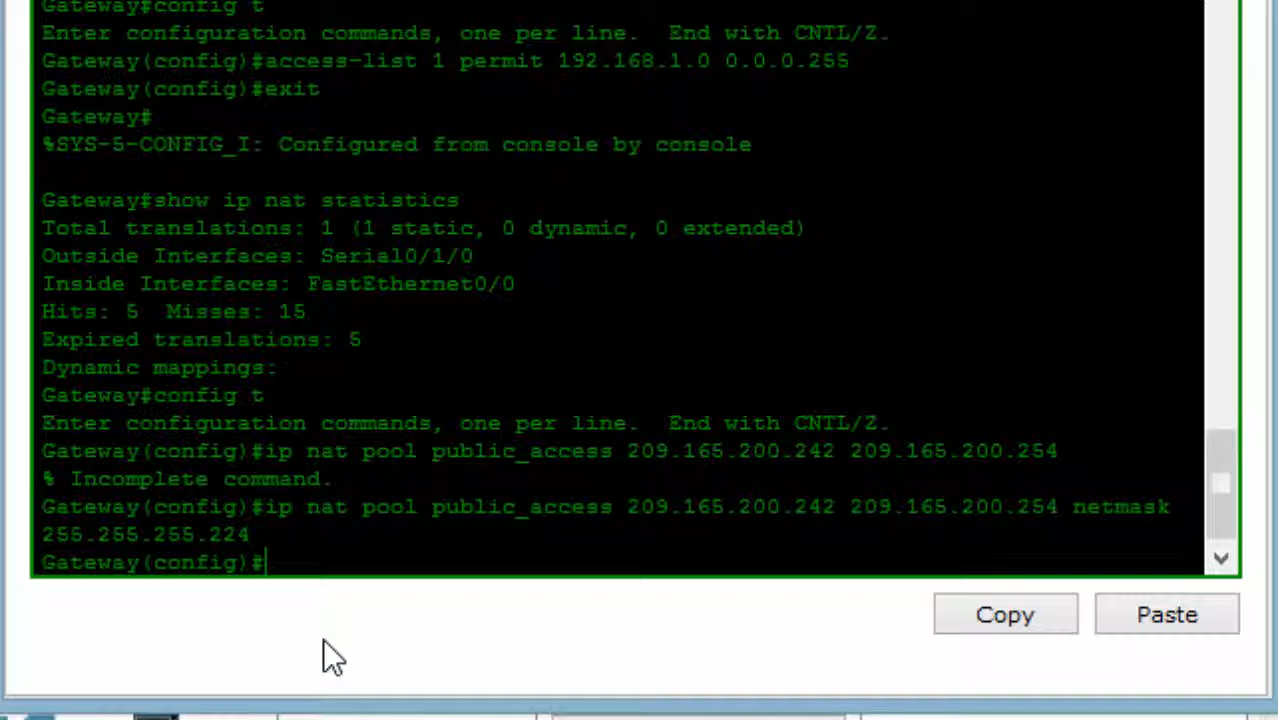 Gateway#config t
Enter configuration commands, one per line.  End with CNTL/Z.
Gateway(config)#access-list 1 permit 192.168.1.0 0.0.0.255
Gateway(config)#exit
Gateway#
%SYS-5-CONFIG_I: Configured from console by console
Gateway#show ip nat statistics
Total translations: 1 (1 static, 0 dynamic, 0 extended)
Outside Interfaces: Serial0/1/0
Inside Interfaces: FastEthernet0/0
Hits: 5  Misses: 15
Expired translations: 5
Dynamic mappings:
Gateway#config t
Enter configuration commands, one per line.  End with CNTL/Z.
Gateway(config)#ip nat pool public_access 209.165.200.242 209.165.200.254
% Incomplete command.
Gateway(config)#ip nat pool public_access 209.165.200.242 209.165.200.254 netmask
255.255.255.224
Gateway(config)#
Copy Paste